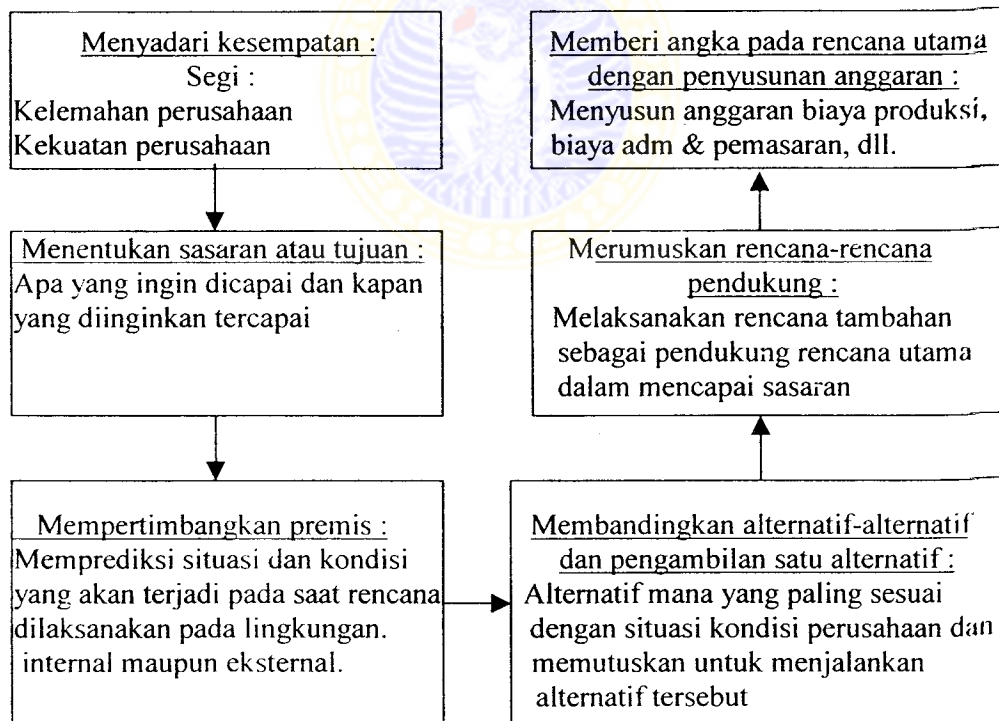 Menyadari kesempatan :
Segi :
Kelemahan perusahaan
Kekuatan perusahaan
Menentukan sasaran atau tujuan :
Apa yang ingin dicapai dan kapan
yang diinginkan tercapai
Mempertimbangkan premis :
Memprediksi situasi dan kondisi
yang akan terjadi pada saat rencana
dilaksanakan pada lingkungan.
internal maupun eksternal.
Membandingkan alternatif-alternatif
dan pengambilan satu alternatif :
Alternatif mana yang paling sesuai
dengan situasi kondisi perusahaan dan
memutuskan untuk menjalankan
alternatif tersebut
Merumuskan rencana-rencana
pendukung :
Melaksanakan rencana tambahan
sebagai pendukung rencana utama
dalam mencapai sasaran
Memberi angka pada rencana utama
dengan penyusunan anggaran :
Menyusun anggaran biaya produksi,
biaya adm & pemasaran, dll.